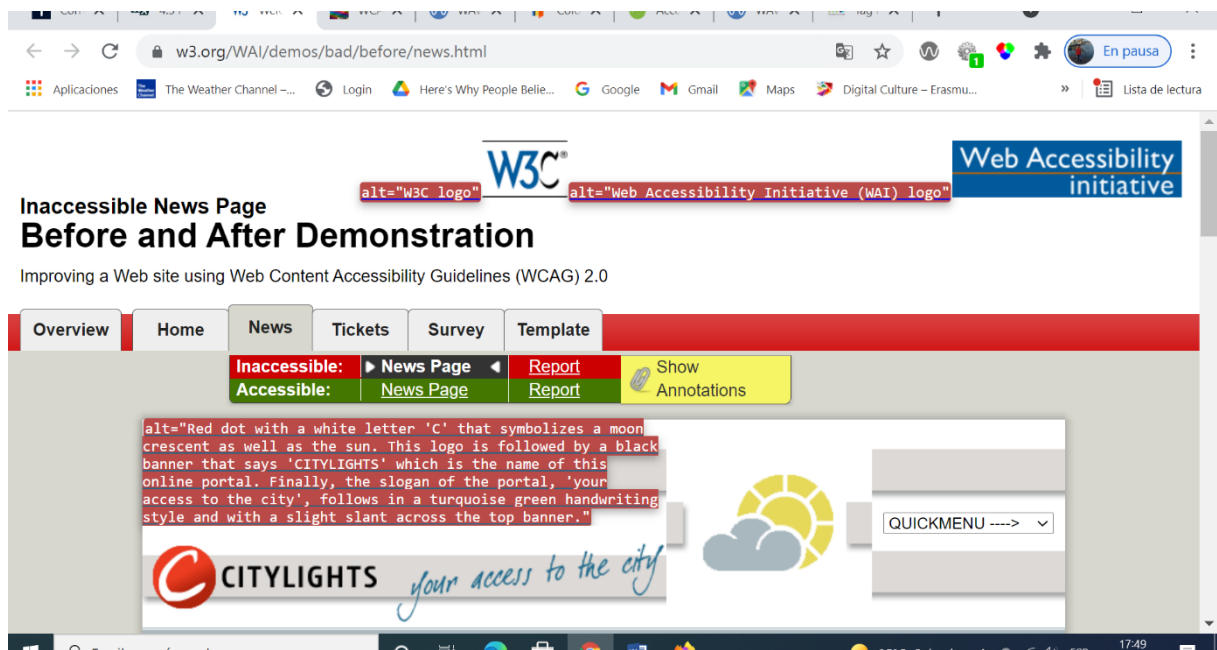 w3.org/WAI/demos/bad/before/news.html
En pausa
Aplicaciones The Weather Channel –... Login Here's Why People Belie... Google Gmail Maps Digital Culture – Erasmu... » Lista de lectura
W3C®
Web Accessibility
initiative
alt="W3C logo" alt="Web Accessibility Initiative (WAI) logo"
Inaccessible News Page
Before and After Demonstration
Improving a Web site using Web Content Accessibility Guidelines (WCAG) 2.0
Overview Home News Tickets Survey Template
Inaccessible: News Page Report Show
Accessible: News Page Report Annotations
alt="Red dot with a white letter 'C' that
symbolizes a moon
crescent as well as the sun. This logo is followed by a black
banner that says 'CITYLIGHTS' which is the name of this
online portal. Finally, the slogan of the portal, 'your
access to the city', follows in a turquoise green handwriting
style and with a slight slant across the top banner."
QUICKMENU ---->
CITYLIGHTS your access to the city
17:49